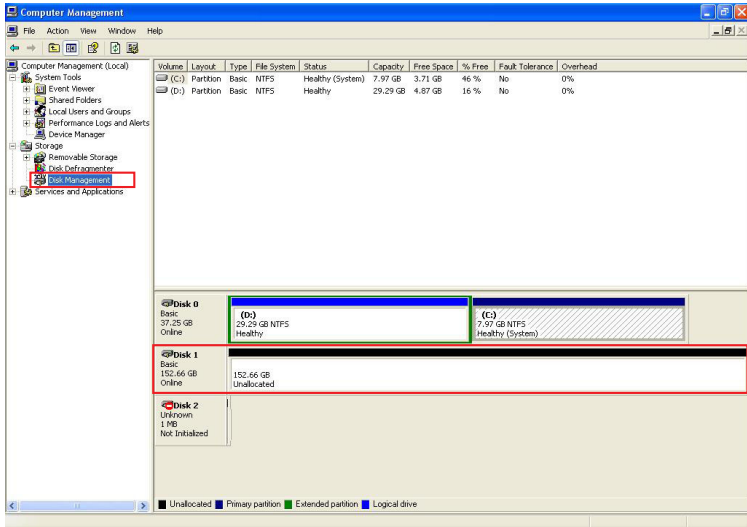 Computer Management
File Action View Window Help
Computer Management (Local)
System Tools
Event Viewer
Shared Folders
Local Users and Groups
Performance Logs and Alerts
Device Manager
Storage
Removable Storage
Disk Defragmenter
Disk Management
Services and Applications
Volume Layout Type File System Status Capacity Free Space % Free Fault Tolerance Overhead
(C:) Partition Basic NTFS Healthy (System) 7.97 GB 3.71 GB 46 % No 0%
(D:) Partition Basic NTFS Healthy 29.29 GB 4.87 GB 16 % No 0%
Disk 0
Basic
37.25 GB
Online
(D:)
29.29 GB NTFS
Healthy
(C:)
7.97 GB NTFS
Healthy (System)
Disk 1
Basic
152.66 GB
Online
152.66 GB
Unallocated
Disk 2
Unknown
1 MB
Not Initialized
Unallocated Primary partition Extended partition Logical drive